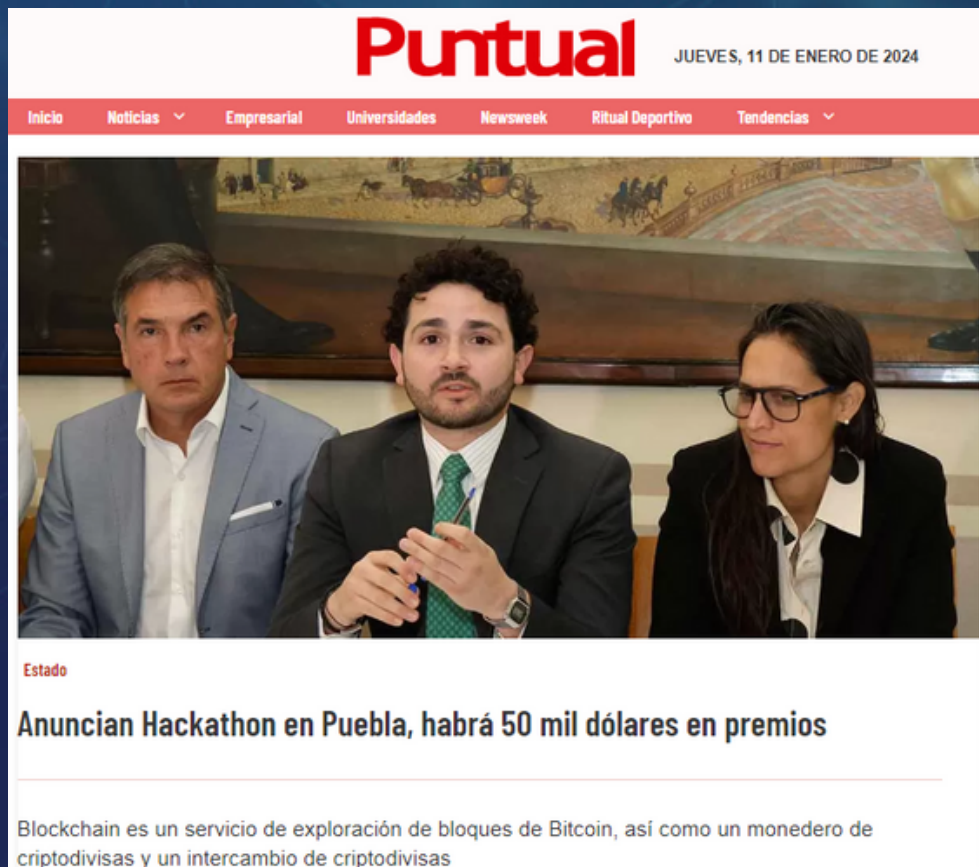 Puntual
JUEVES, 11 DE ENERO DE 2024
Inicio Noticias Empresarial Universidades Newsweek Ritual Deportivo Tendencias
Estado
Anuncian Hackathon en Puebla, habrá 50 mil dólares en premios
Blockchain es un servicio de exploración de bloques de Bitcoin, así como un monedero de
criptodivisas y un intercambio de criptodivisas